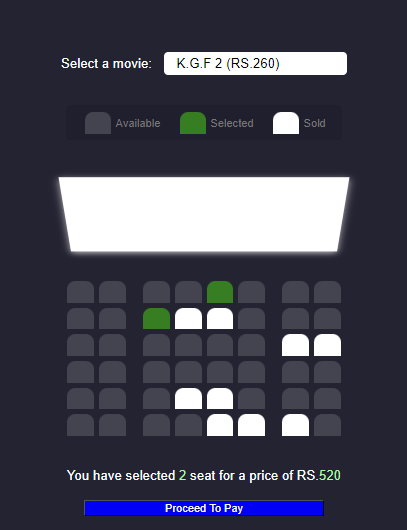 Select a movie: K.G.F 2 (RS.260)
Available Selected Sold
You have selected 2 seat for a price of RS.520
Proceed To Pay